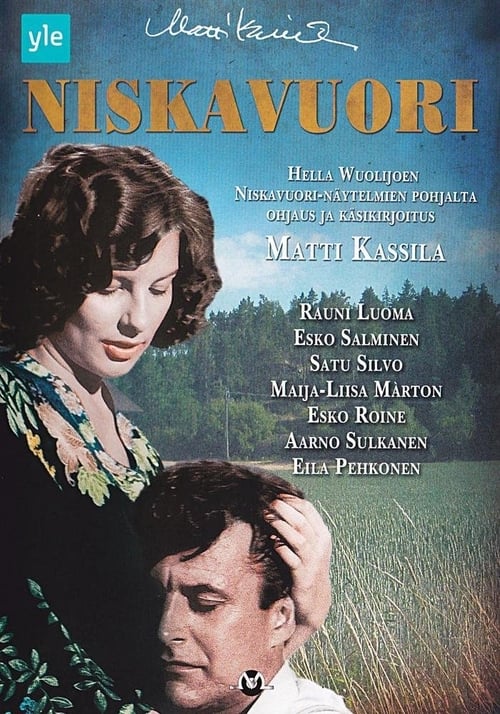 yle
Matti Kassila
NISKAVUORI
HELLA WUOLIJOEN
NISKAVUORI-NÄYTELMIEN POHJALTA
OHJAUS JA KÄSIKIRJOITUS
MATTI KASSILA
RAUNI LUOMA
ESKO SALMINEN
SATU SILVO
MAIJA-LIISA MÀRTON
ESKO ROINE
AARNO SULKANEN
EILA PEHKONEN